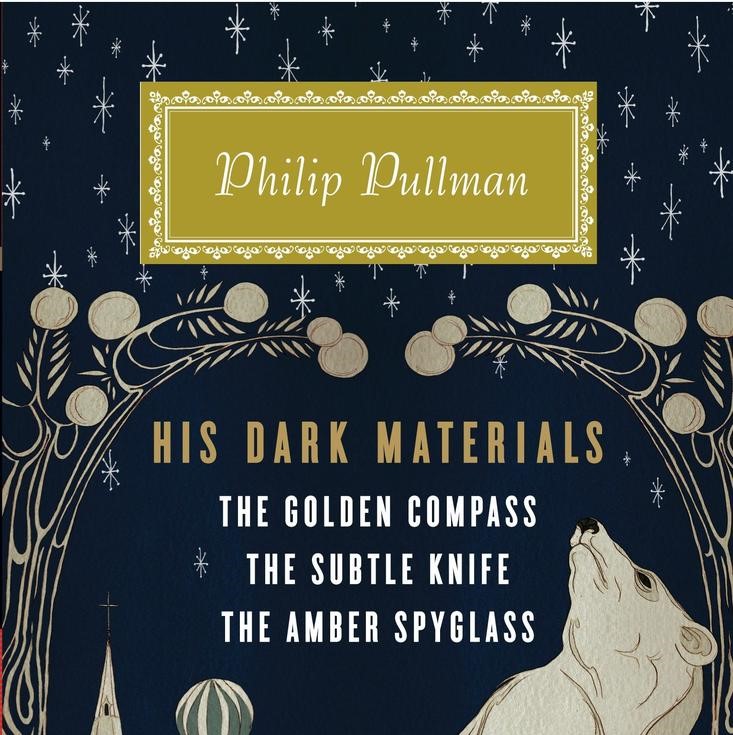 Philip Pullman
HIS DARK MATERIALS
THE GOLDEN COMPASS
THE SUBTLE KNIFE
THE AMBER SPYGLASS